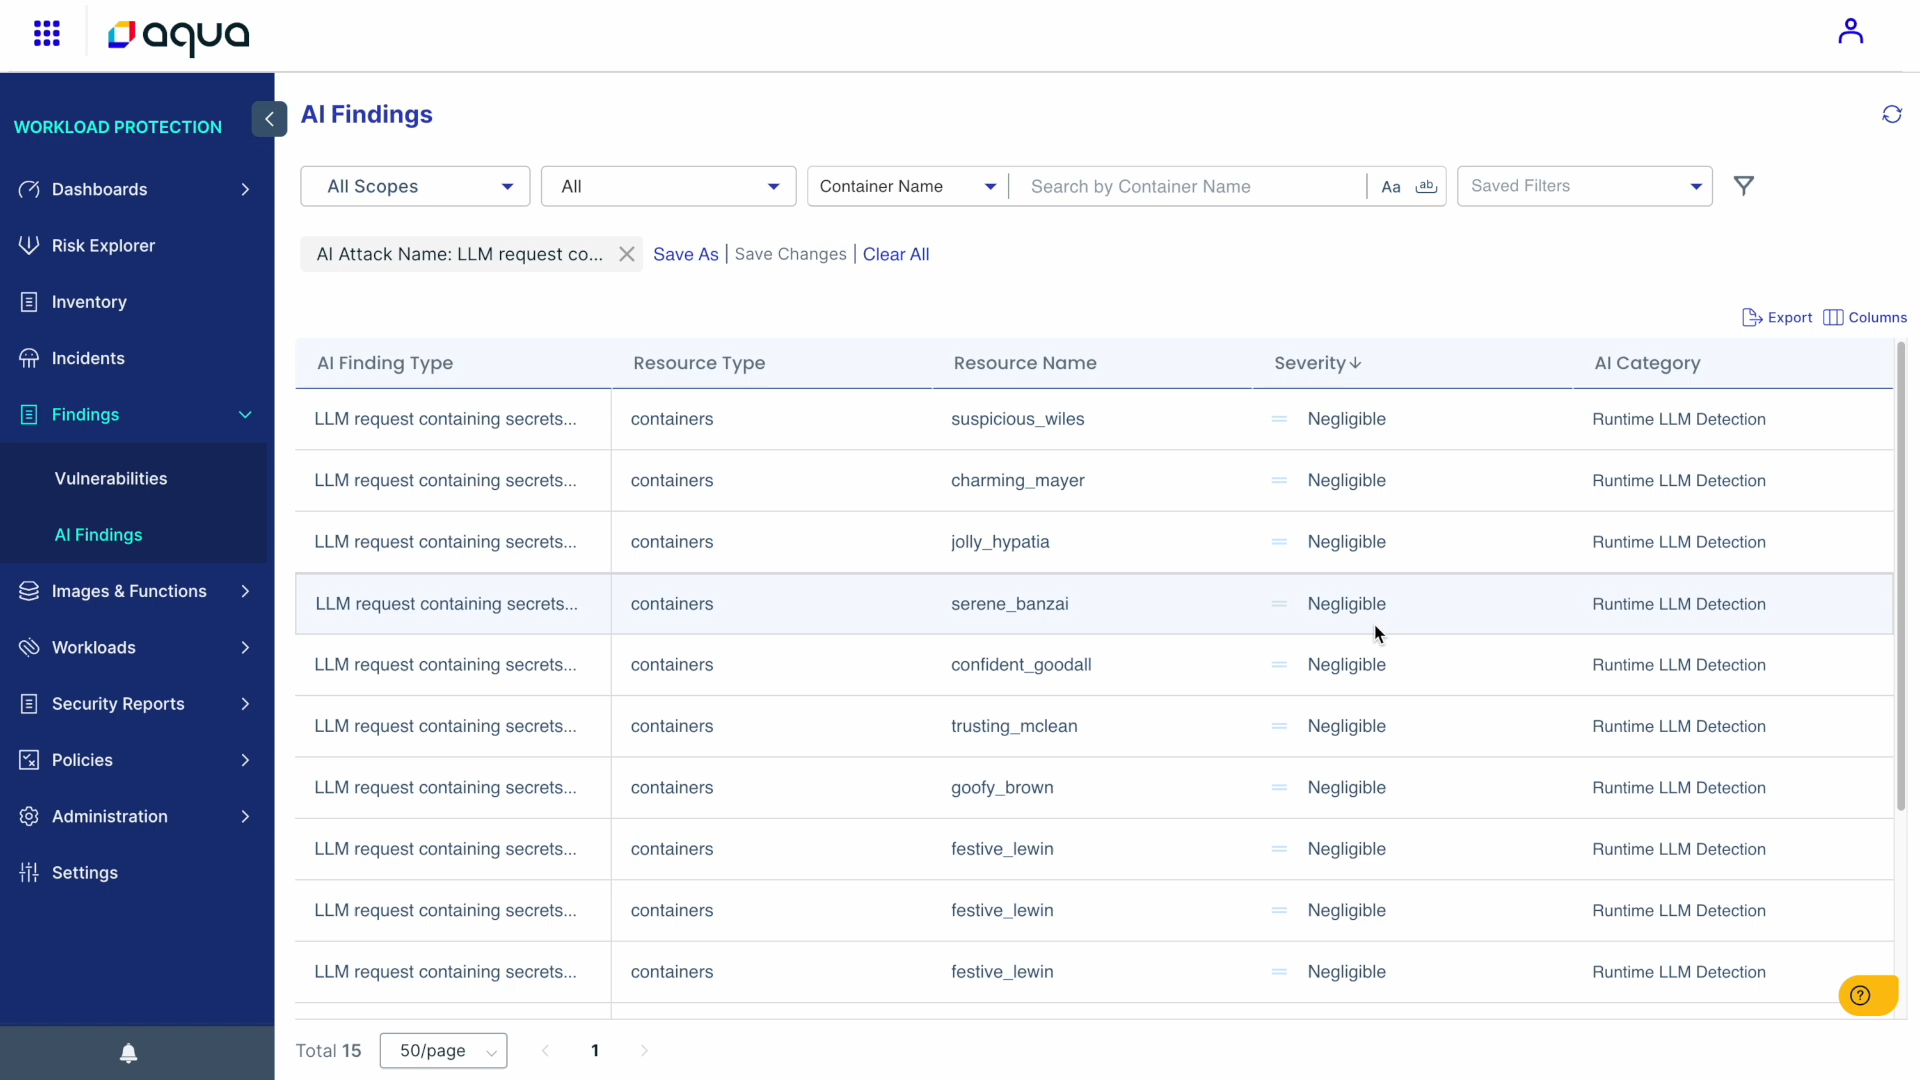 aqua
WORKLOAD PROTECTION
Dashboards
Risk Explorer
Inventory
Incidents
Findings
Vulnerabilities
AI Findings
Images & Functions
Workloads
Security Reports
Policies
Administration
Settings
AI Findings
All Scopes
All
Container Name
Search by Container Name
Aa
ab
Saved Filters
AI Attack Name: LLM request co...
Save As | Save Changes | Clear All
Export
Columns
AI Finding Type Resource Type Resource Name Severity↓ AI Category
LLM request containing secrets... containers suspicious_wiles Negligible Runtime LLM Detection
LLM request containing secrets... containers charming_mayer Negligible Runtime LLM Detection
LLM request containing secrets... containers jolly_hypatia Negligible Runtime LLM Detection
LLM request containing secrets... containers serene_banzai Negligible Runtime LLM Detection
LLM request containing secrets... containers confident_goodall Negligible Runtime LLM Detection
LLM request containing secrets... containers trusting_mclean Negligible Runtime LLM Detection
LLM request containing secrets... containers goofy_brown Negligible Runtime LLM Detection
LLM request containing secrets... containers festive_lewin Negligible Runtime LLM Detection
LLM request containing secrets... containers festive_lewin Negligible Runtime LLM Detection
LLM request containing secrets... containers festive_lewin Negligible Runtime LLM Detection
?
Total 15
50/page
1